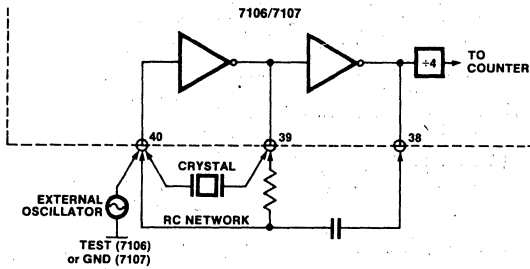 7106/7107
÷4
TO
COUNTER
40
39
38
CRYSTAL
EXTERNAL
OSCILLATOR
RC NETWORK
TEST (7106)
or GND (7107)